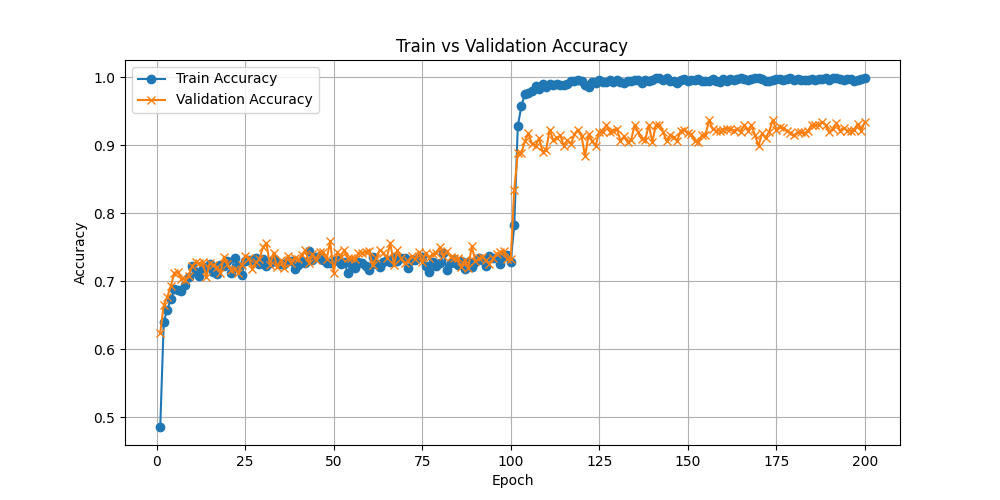 Train vs Validation Accuracy
Train Accuracy
Validation Accuracy
Accuracy
1.0
0.9
0.8
0.7
0.6
0.5
0 25 50 75 100 125 150 175 200
Epoch